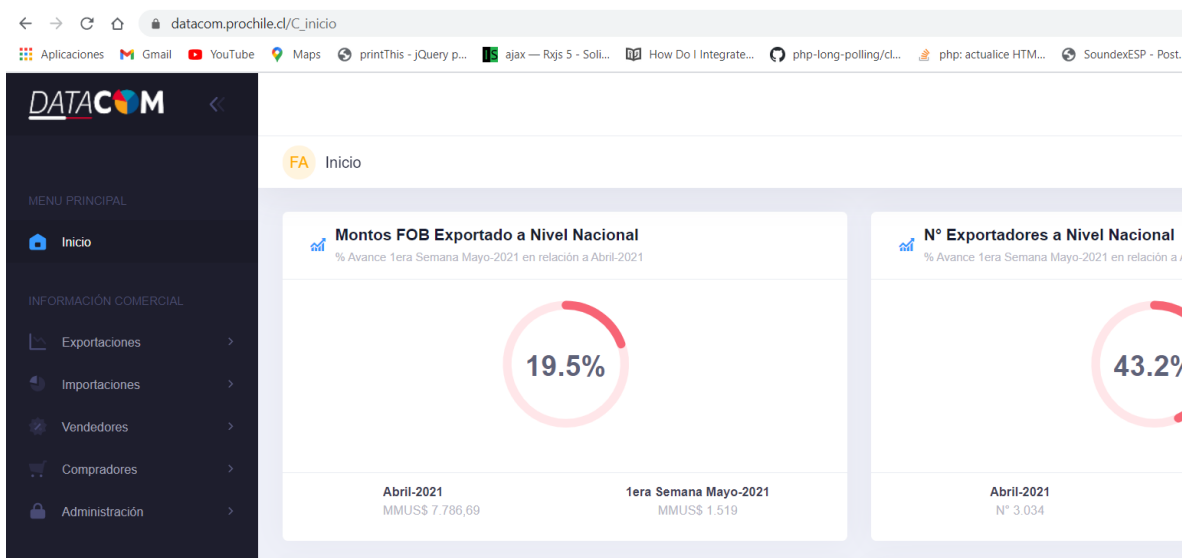 datacom.prochile.cl/C_inicio
Aplicaciones Gmail YouTube Maps printThis - jQuery p... ajax — Rxjs 5 - Soli... How Do I Integrate... php-long-polling/cl... php: actualice HTM... SoundexESP - Post.
DATACOM
FA Inicio
MENU PRINCIPAL
Inicio
INFORMACIÓN COMERCIAL
Exportaciones
Importaciones
Vendedores
Compradores
Administración
Montos FOB Exportado a Nivel Nacional
% Avance 1era Semana Mayo-2021 en relación a Abril-2021
19.5%
Abril-2021 1era Semana Mayo-2021
MMUS$ 7.786,69 MMUS$ 1.519
N° Exportadores a Nivel Nacional
% Avance 1era Semana Mayo-2021 en relación a
43.2%
Abril-2021
N° 3.034